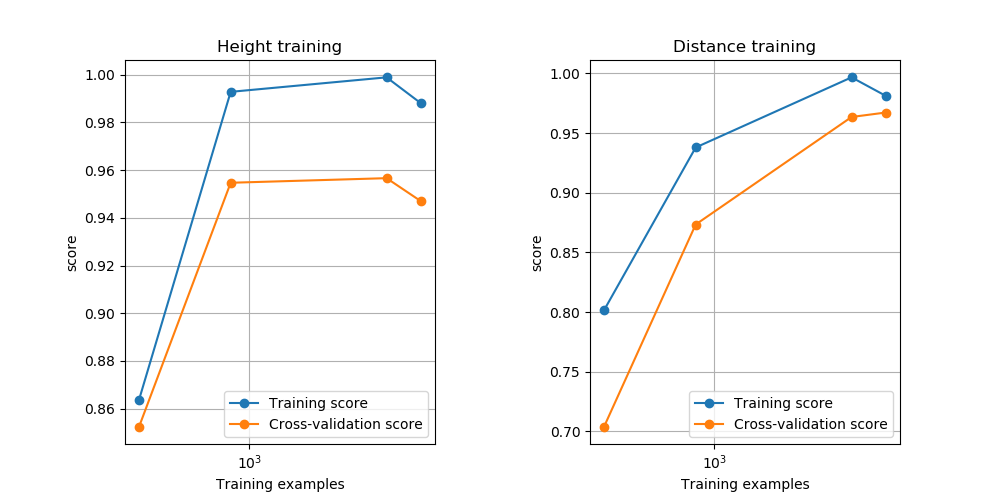 Height training
1.00
0.98
0.96
0.94
0.92
0.90
0.88
0.86
score
Training score
Cross-validation score
10³
Training examples
Distance training
1.00
0.95
0.90
0.85
0.80
0.75
0.70
score
Training score
Cross-validation score
10³
Training examples